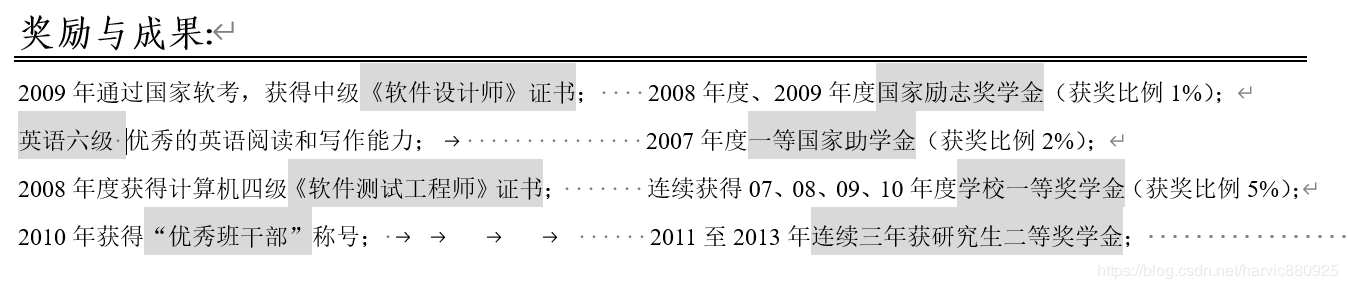 奖励与成果:
2009 年通过国家软考，获得中级《软件设计师》证书； 2008 年度、2009 年度国家励志奖学金（获奖比例 1%）；
英语六级 优秀的英语阅读和写作能力； 2007 年度一等国家助学金（获奖比例 2%）；
2008 年度获得计算机四级《软件测试工程师》证书； 连续获得 07、08、09、10 年度学校一等奖学金（获奖比例 5%）；
2010 年获得“优秀班干部”称号； 2011 至 2013 年连续三年获研究生二等奖学金；
https://blog.csdn.net/harvic880925